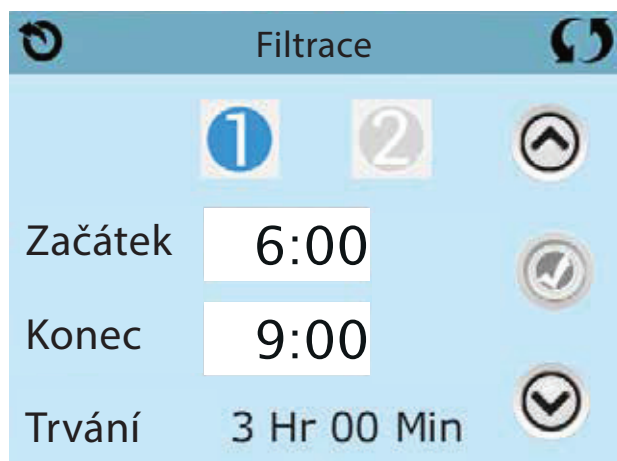 Filtrace
1 2
Začátek 6:00
Konec 9:00
Trvání 3 Hr 00 Min